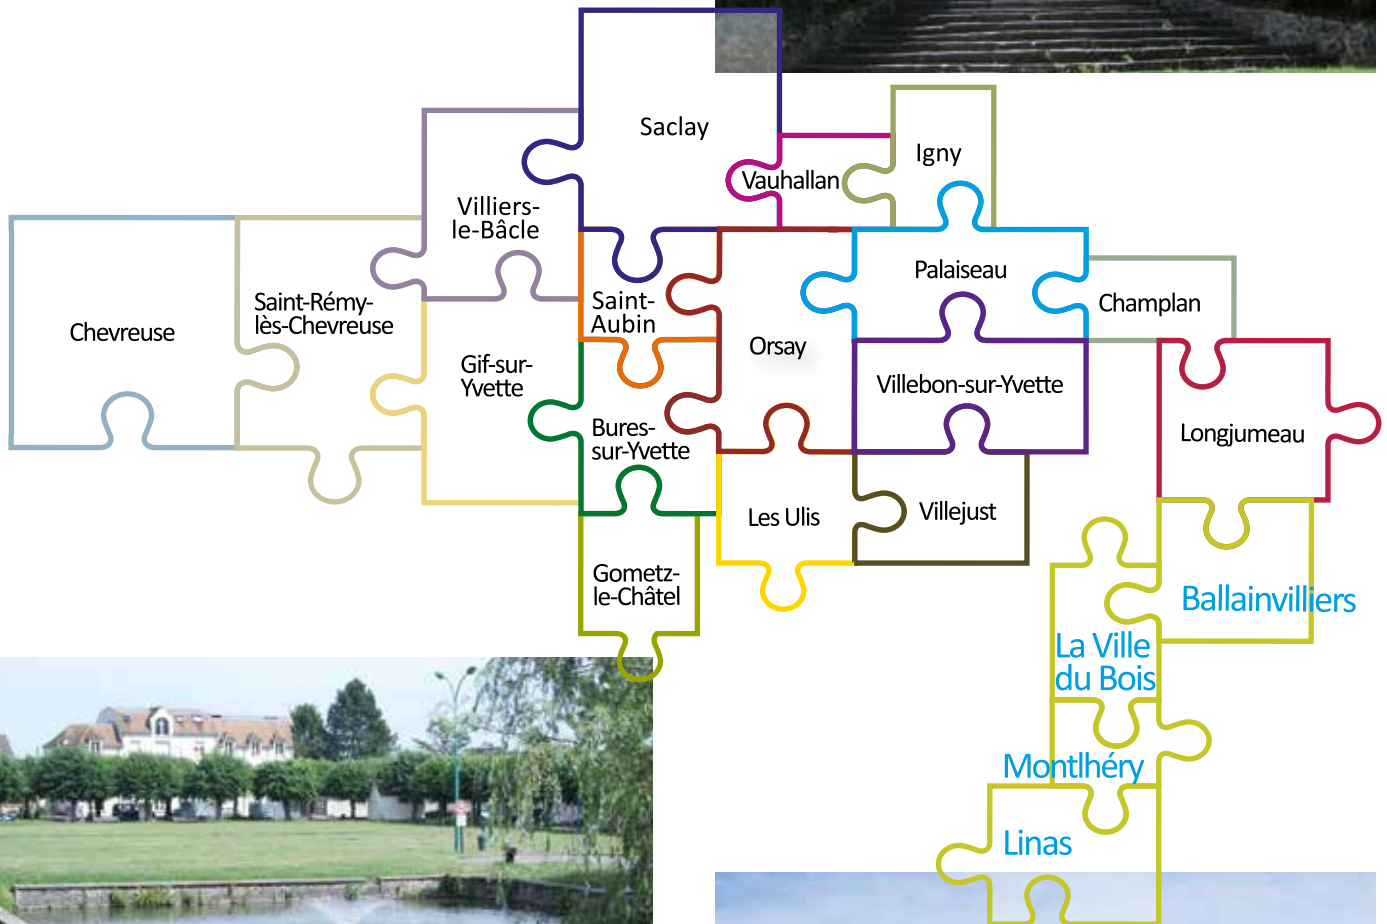 Saclay
Igny
Vauhallan
Villiers-
le-Bâcle
Palaiseau
Saint-Rémy-
lès-Chevreuse
Saint-
Aubin
Champlan
Chevreuse
Orsay
Gif-sur-
Yvette
Villebon-sur-Yvette
Bures-
sur-Yvette
Longjumeau
Les Ulis
Villejust
Gometz-
le-Châtel
Ballainvilliers
La Ville
du Bois
Montlhéry
Linas